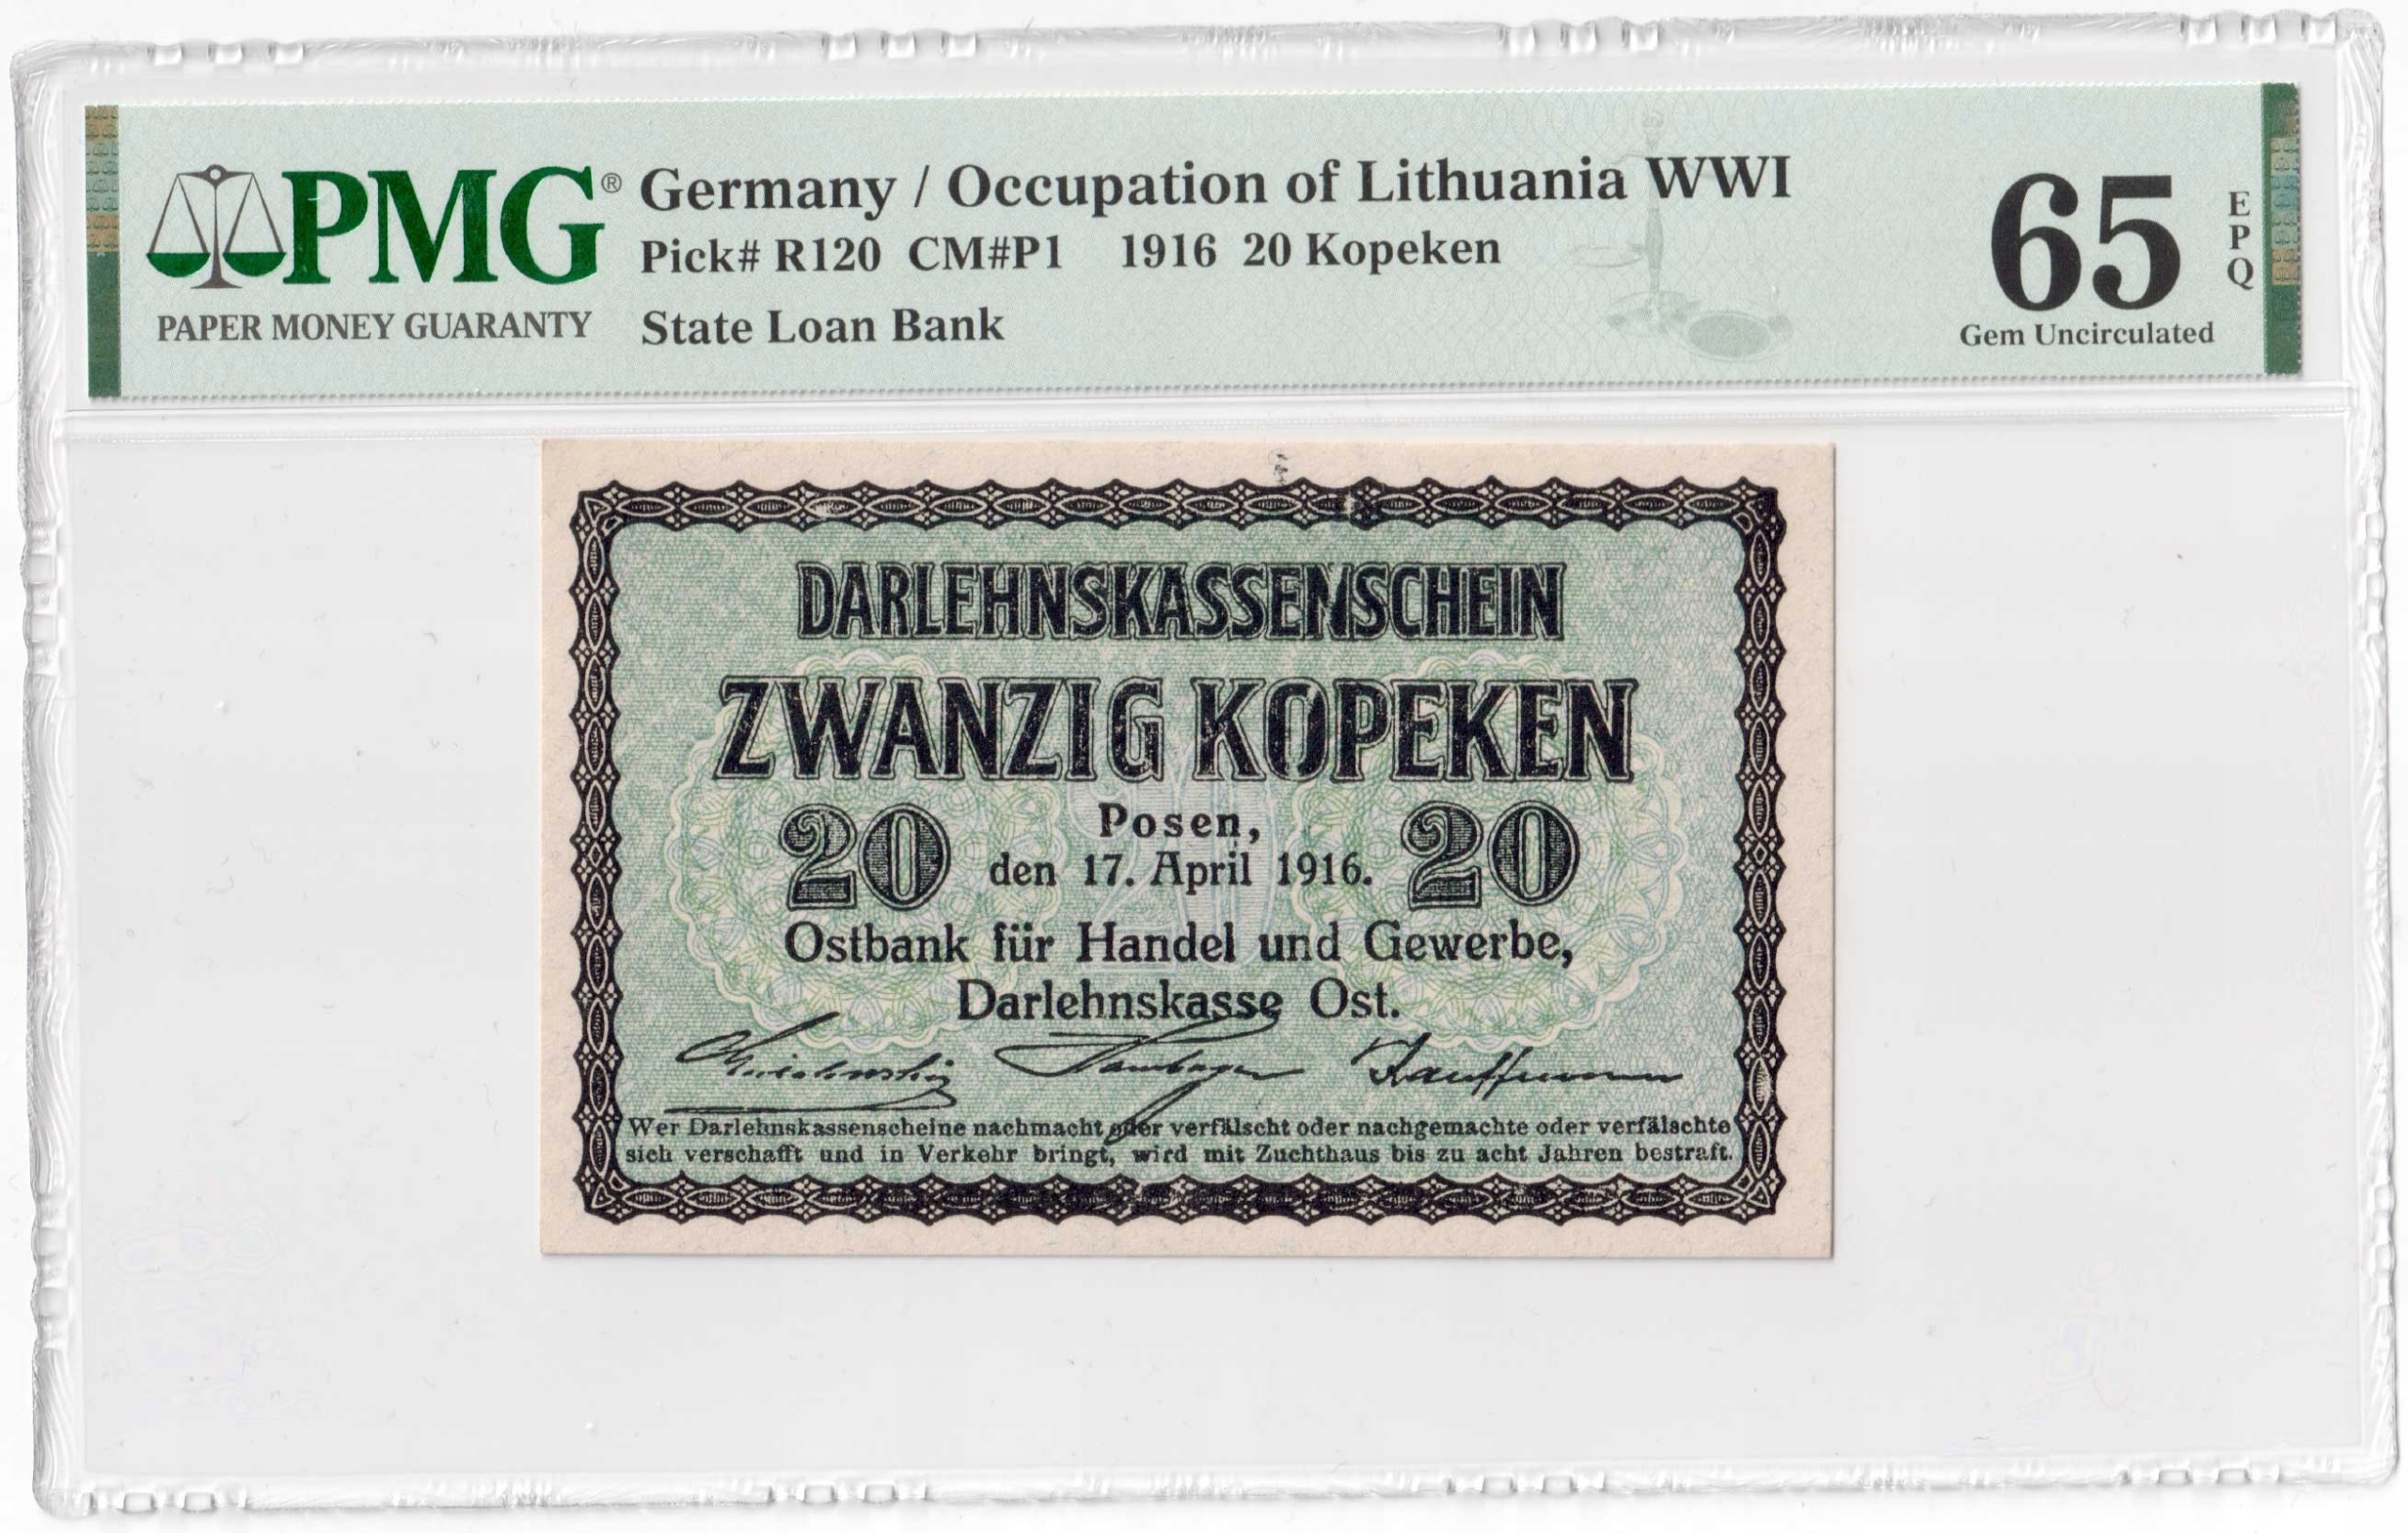 PMG®
PAPER MONEY GUARANTY
Germany / Occupation of Lithuania WWI
Pick# R120 CM#P1 1916 20 Kopeken
State Loan Bank
65
EPQ
Gem Uncirculated
DARLEHNSKASSENSCHEIN
ZWANZIG KOPEKEN
20 Posen, 20
den 17. April 1916.
Ostbank für Handel und Gewerbe,
Darlehnskasse Ost.
Kauffmann
Wer Darlehnskassenscheine nachmacht oder verfälscht oder nachgemachte oder verfälschte
sich verschafft und in Verkehr bringt, wird mit Zuchthaus bis zu acht Jahren bestraft.